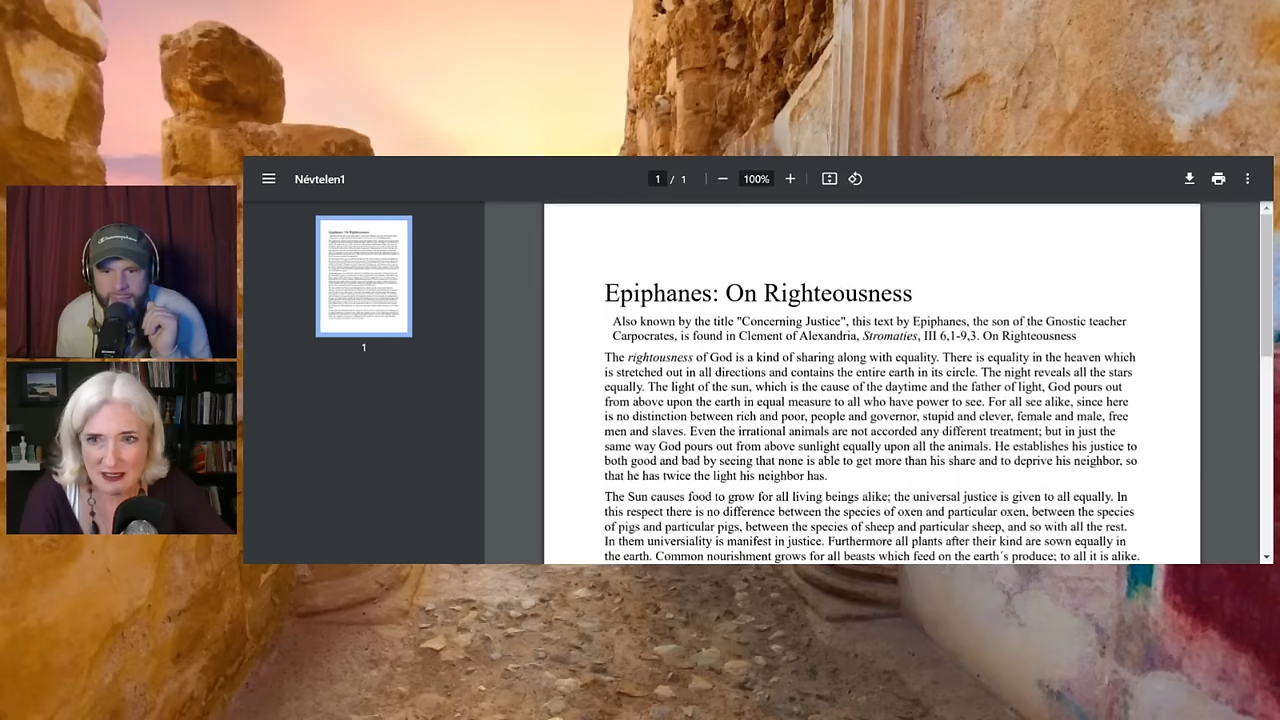 Névtelen1
1 / 1
100%
1
Epiphanes: On Rightcousness
Also known by the title "Concerning Justice", this text by Epiphanes, the son of the Gnostic teacher
Carpocrates, is found in Clement of Alexandria, Stromaties, III 6,1-9,3. On Righteousness
The rightousness of God is a kind of sharing along with equality. There is equality in the heaven which
is stretched out in all directions and contains the entire earth in its circle. The night reveals all the stars
equally. The light of the sun, which is the cause of the daytime and the father of light, God pours out
from above upon the earth in equal measure to all who have power to see. For all see alike, since here
is no distinction between rich and poor, people and governor, stupid and clever, female and male, free
men and slaves. Even the irrational animals are not accorded any different treatment; but in just the
same way God pours out from above sunlight equally upon all the animals. He establishes his justice to
both good and bad by seeing that none is able to get more than his share and to deprive his neighbor, so
that he has twice the light his neighbor has.
The Sun causes food to grow for all living beings alike; the universal justice is given to all equally. In
this respect there is no difference between the species of oxen and particular oxen, between the species
of pigs and particular pigs, between the species of sheep and particular sheep, and so with all the rest.
In them universiality is manifest in justice. Furthermore all plants after their kind are sown equally in
the earth. Common nourishment grows for all beasts which feed on the earth´s produce; to all it is alike.